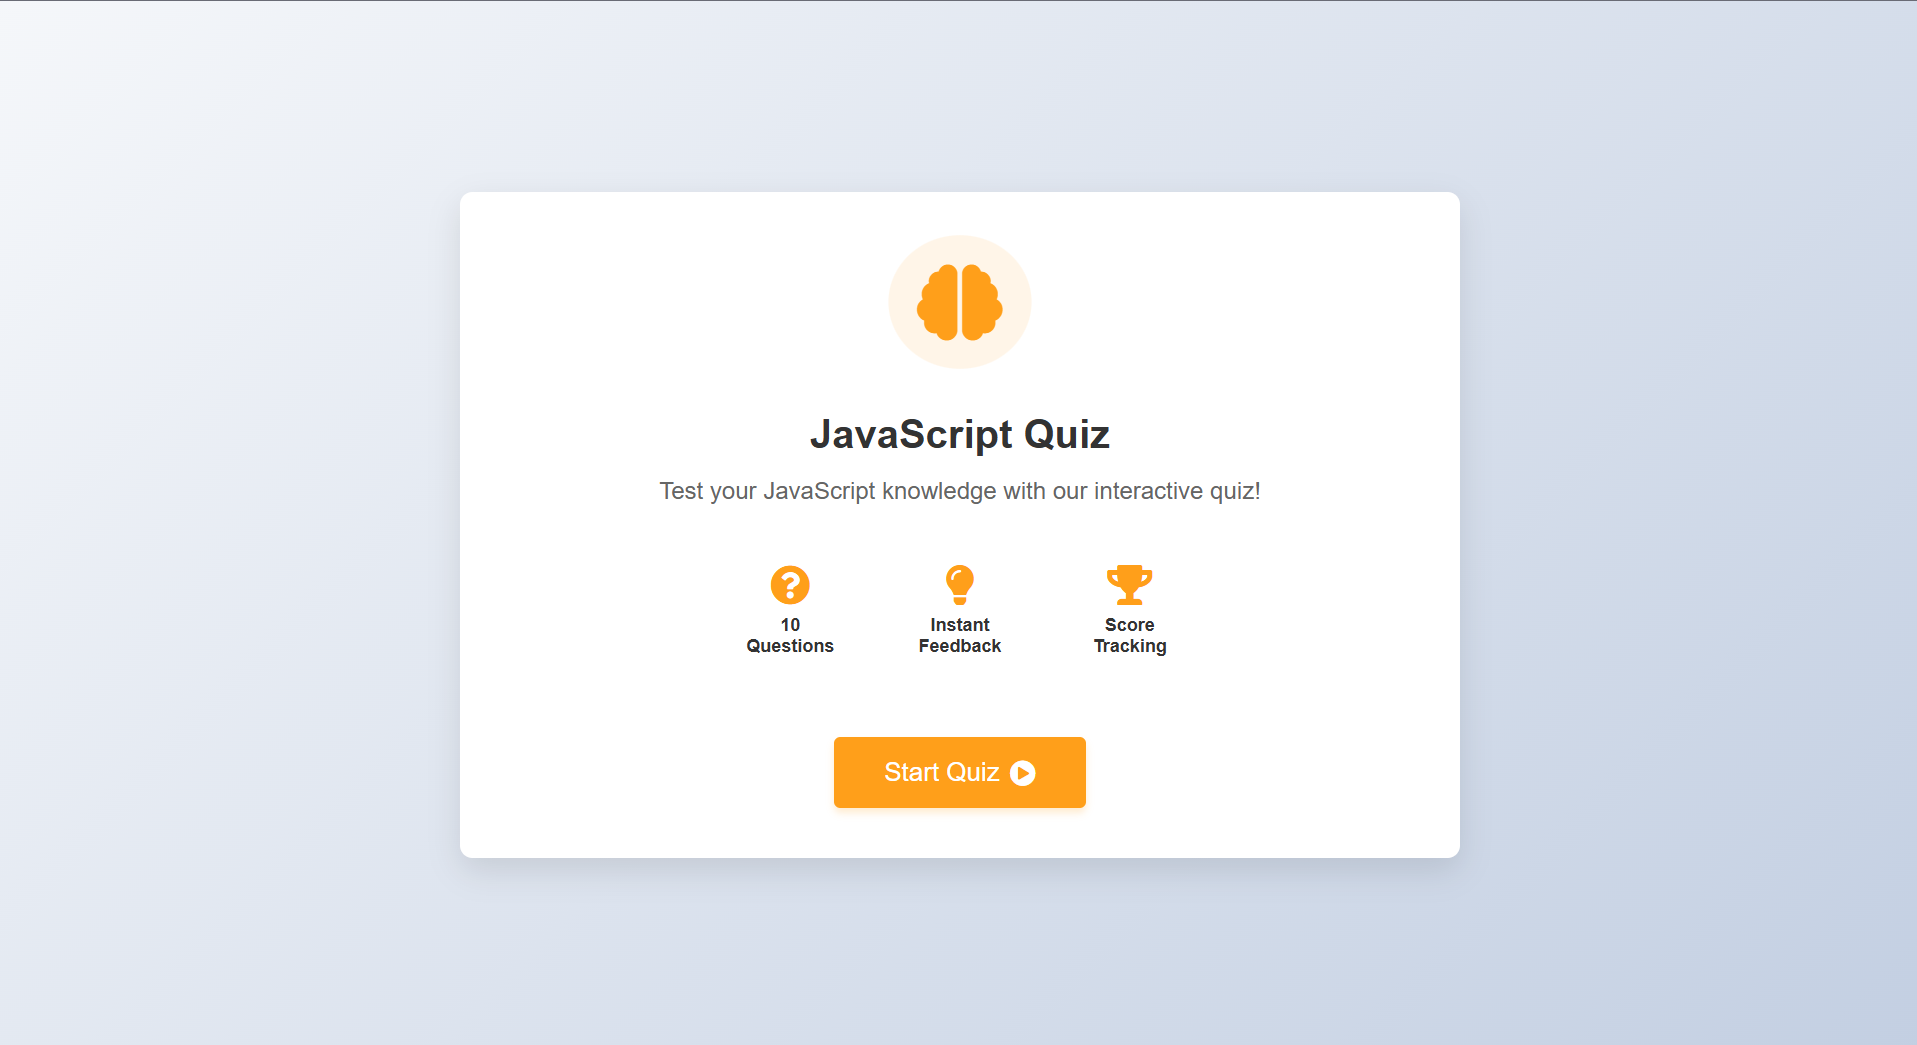 JavaScript Quiz
Test your JavaScript knowledge with our interactive quiz!
10
Questions
Instant
Feedback
Score
Tracking
Start Quiz